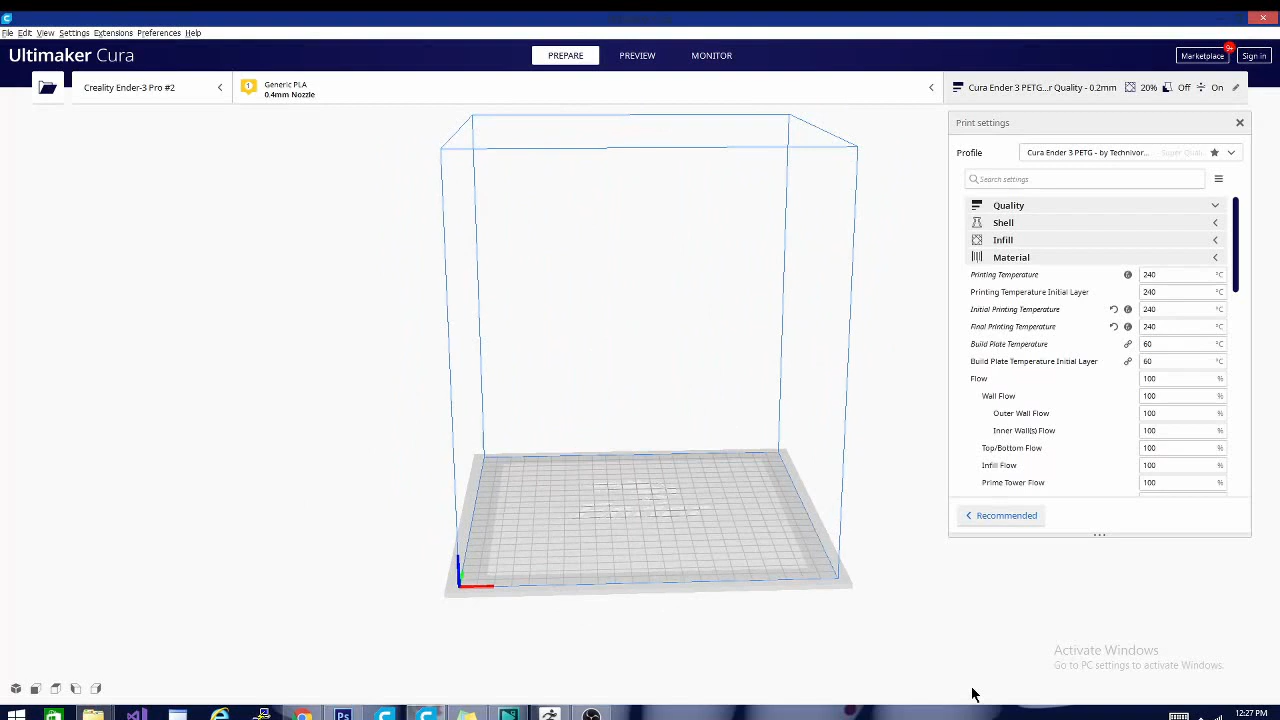 File Edit View Settings Extensions Preferences Help
Ultimaker Cura
PREPARE
PREVIEW
MONITOR
Marketplace
9+
Sign in
Creality Ender-3 Pro #2
1
Generic PLA
0.4mm Nozzle
Cura Ender 3 PETG...r Quality - 0.2mm
20%
Off
On
Print settings
Profile
Cura Ender 3 PETG - by Technivor...
Search settings
Quality
Shell
Infill
Material
Printing Temperature 240 °C
Printing Temperature Initial Layer 240 °C
Initial Printing Temperature 240 °C
Final Printing Temperature 240 °C
Build Plate Temperature 60 °C
Build Plate Temperature Initial Layer 60 °C
Flow 100 %
Wall Flow 100 %
Outer Wall Flow 100 %
Inner Wall(s) Flow 100 %
Top/Bottom Flow 100 %
Infill Flow 100 %
Prime Tower Flow 100 %
Recommended
Activate Windows
Go to PC settings to activate Windows.
12:27 PM